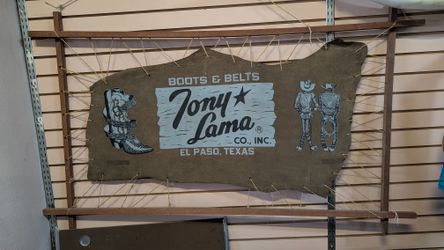 BOOTS & BELTS
Tony★
Lama®
CO., INC.
EL PASO, TEXAS